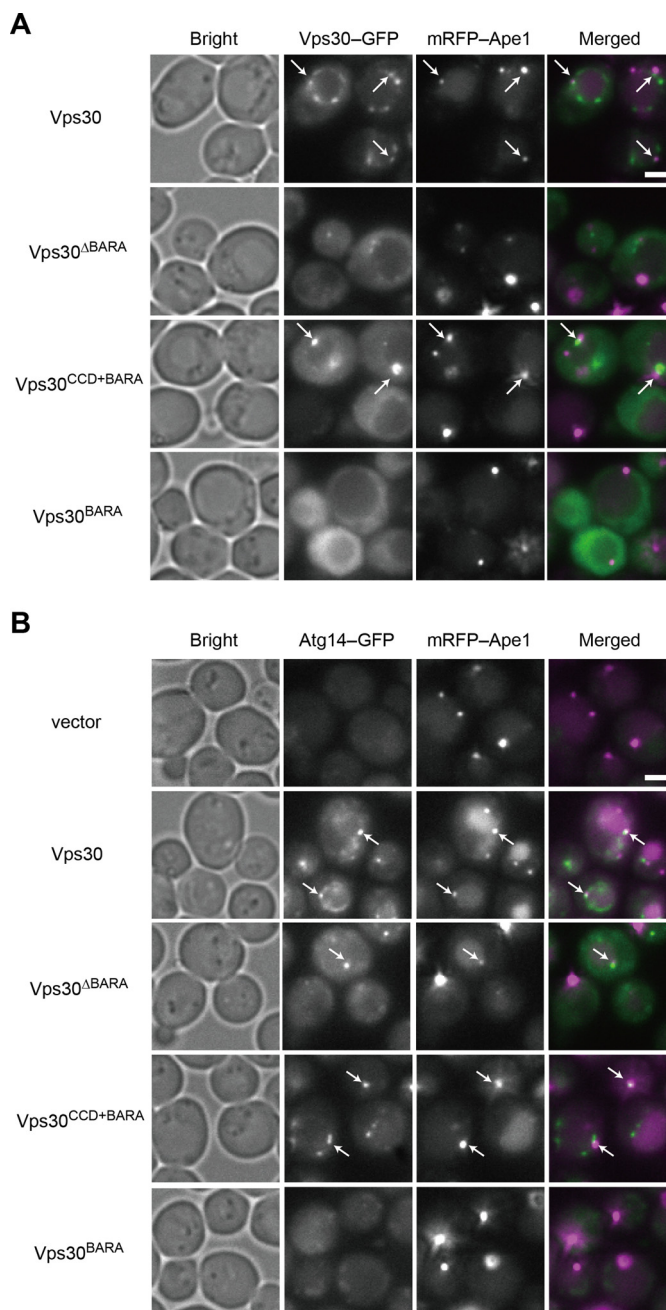 A
Bright Vps30–GFP mRFP–Ape1 Merged
Vps30
Vps30ΔBARA
Vps30CCD+BARA
Vps30BARA
B
Bright Atg14–GFP mRFP–Ape1 Merged
vector
Vps30
Vps30ΔBARA
Vps30CCD+BARA
Vps30BARA